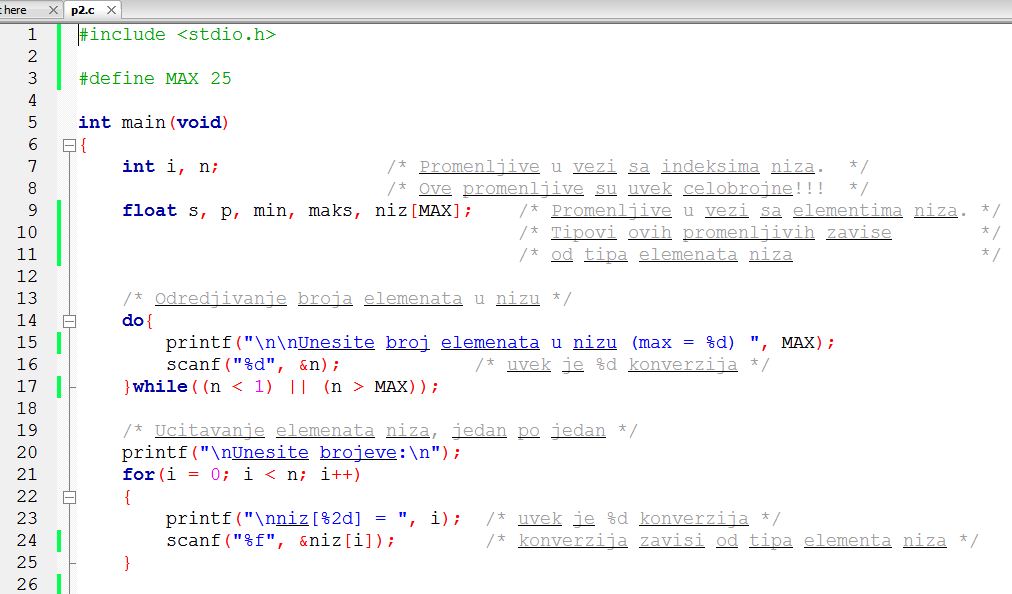 : here p2.c
1 #include <stdio.h>
2
3 #define MAX 25
4
5 int main(void)
6 {
7 int i, n; /* Promenljive u vezi sa indeksima niza. */
8 /* Ove promenljive su uvek celobrojne!!! */
9 float s, p, min, maks, niz[MAX]; /* Promenljive u vezi sa elementima niza. */
10 /* Tipovi ovih promenljivih zavise */
11 /* od tipa elemenata niza */
12
13 /* Odredjivanje broja elemenata u nizu */
14 do{
15 printf("\n\nUnesite broj elemenata u nizu (max = %d) ", MAX);
16 scanf("%d", &n); /* uvek je %d konverzija */
17 }while((n < 1) || (n > MAX));
18
19 /* Ucitavanje elemenata niza, jedan po jedan */
20 printf("\nUnesite brojeve:\n");
21 for(i = 0; i < n; i++)
22 {
23 printf("\nniz[%2d] = ", i); /* uvek je %d konverzija */
24 scanf("%f", &niz[i]); /* konverzija zavisi od tipa elementa niza */
25 }
26